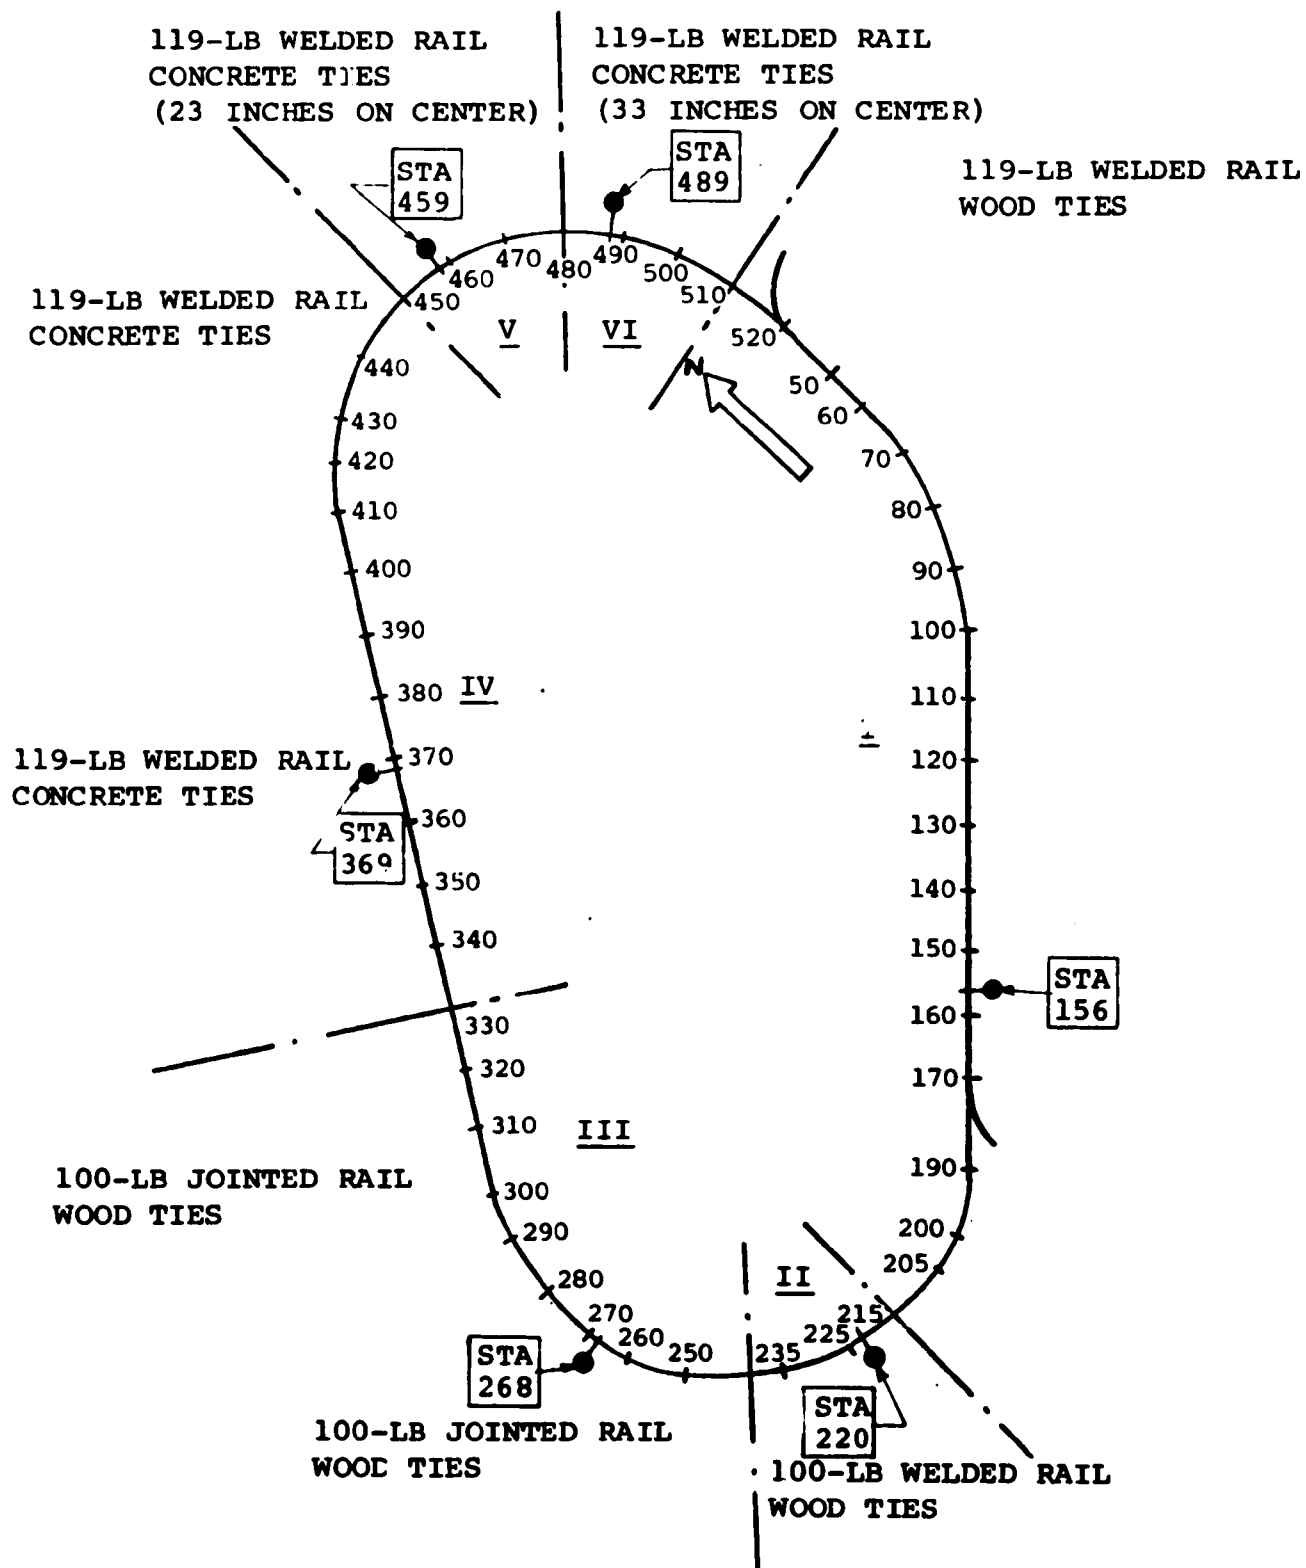 119-LB WELDED RAIL
CONCRETE TIES
(23 INCHES ON CENTER)
119-LB WELDED RAIL
CONCRETE TIES
(33 INCHES ON CENTER)
119-LB WELDED RAIL
WOOD TIES
STA
459
STA
489
119-LB WELDED RAIL
CONCRETE TIES
450
460
470
480
490
500
510
520
V
VI
N
440
430
420
410
400
390
380
370
360
350
340
330
320
310
300
290
280
270
260
250
235
225
215
205
200
190
170
160
150
140
130
120
110
100
90
80
70
60
50
IV
119-LB WELDED RAIL
CONCRETE TIES
STA
369
STA
156
III
100-LB JOINTED RAIL
WOOD TIES
II
STA
268
100-LB JOINTED RAIL
WOOD TIES
STA
220
100-LB WELDED RAIL
WOOD TIES